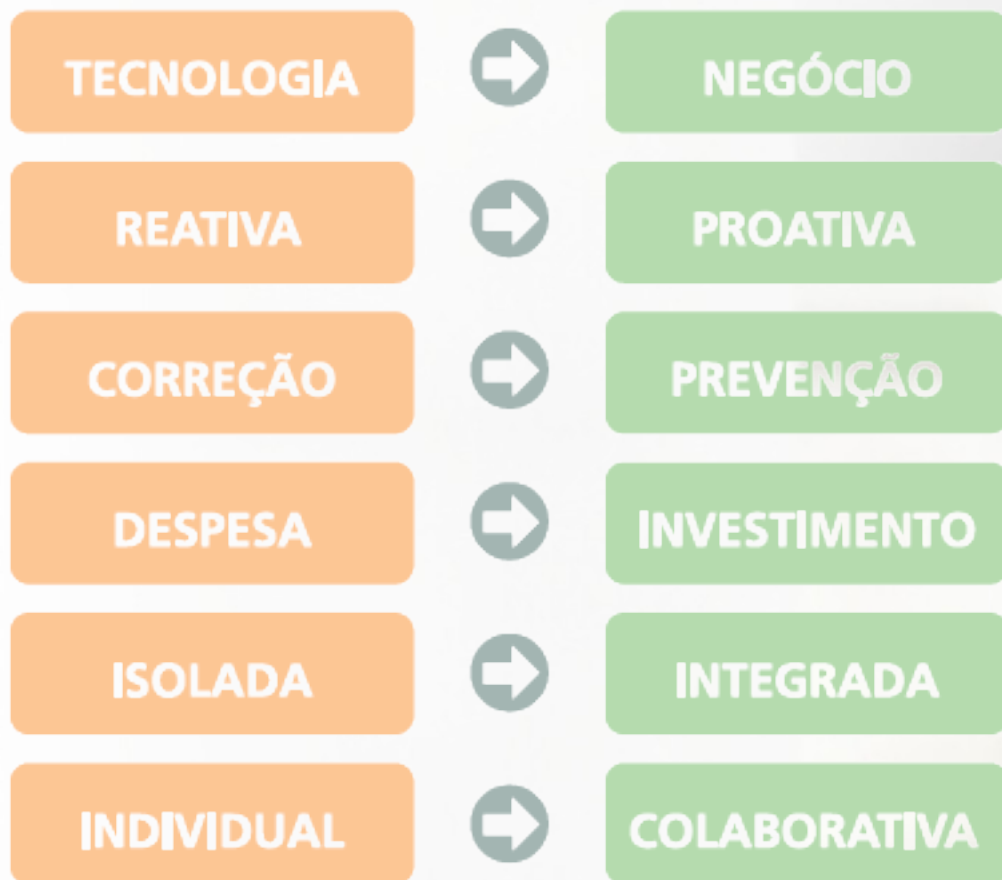 TECNOLOGIA NEGÓCIO
REATIVA PROATIVA
CORREÇÃO PREVENÇÃO
DESPESA INVESTIMENTO
ISOLADA INTEGRADA
INDIVIDUAL COLABORATIVA